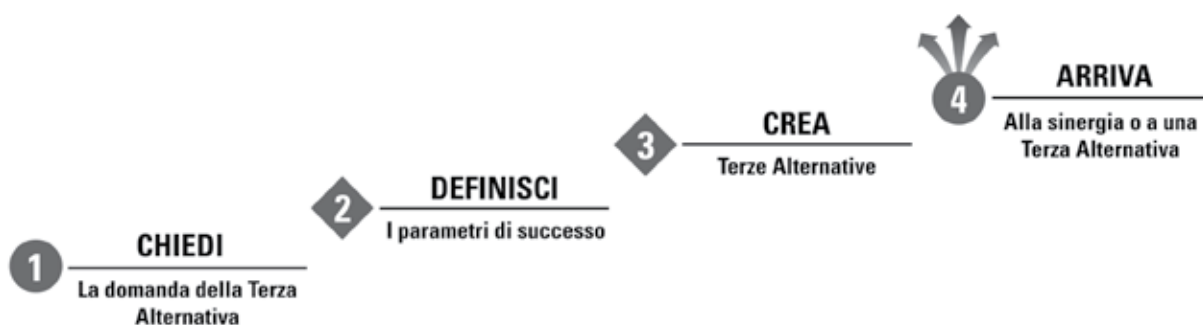 1
CHIEDI
La domanda della Terza
Alternativa
2
DEFINISCI
I parametri di successo
3
CREA
Terze Alternative
4
ARRIVA
Alla sinergia o a una
Terza Alternativa